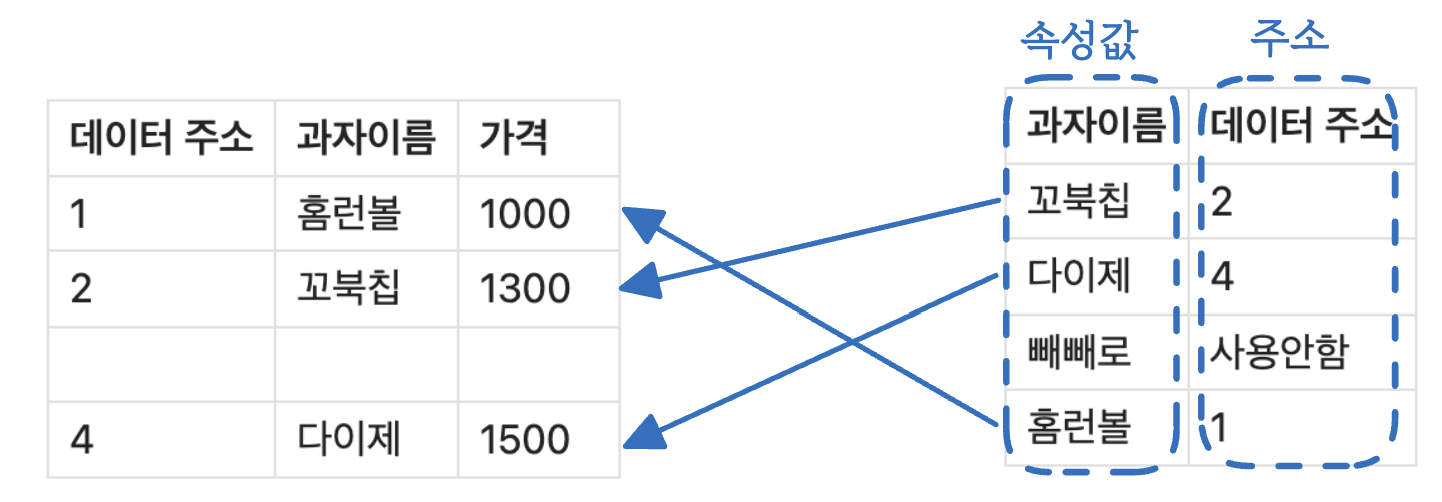 속성값 주소
데이터 주소 과자이름 가격
1 홈런볼 1000
2 꼬북칩 1300
4 다이제 1500
과자이름 데이터 주소
꼬북칩 2
다이제 4
빼빼로 사용안함
홈런볼 1